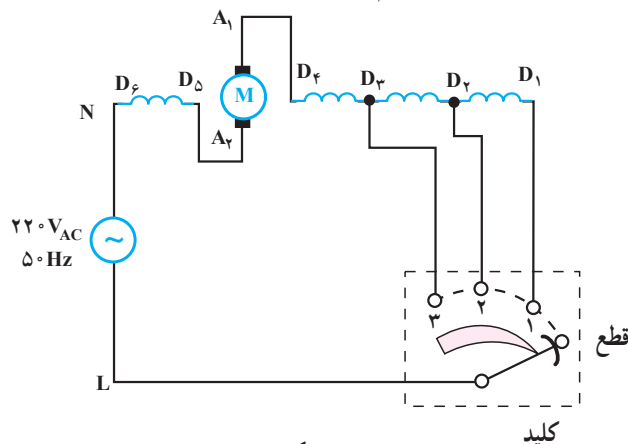 A۱
D۶ D۵ M D۴ D۳ D۲ D۱
N
A۲
۲۲۰VAC
~
۵۰Hz
۳ ۲ ۱
قطع
L
کلید